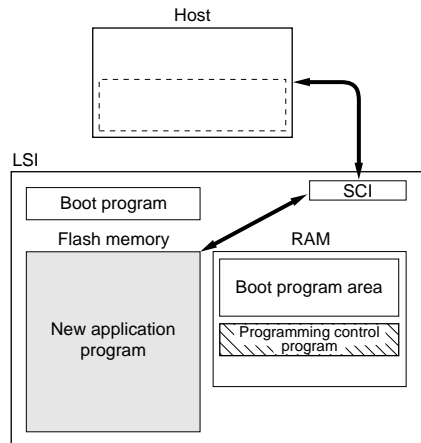 Host
LSI
SCI
Boot program
Flash memory
RAM
Boot program area
New application
program
Programming control
program